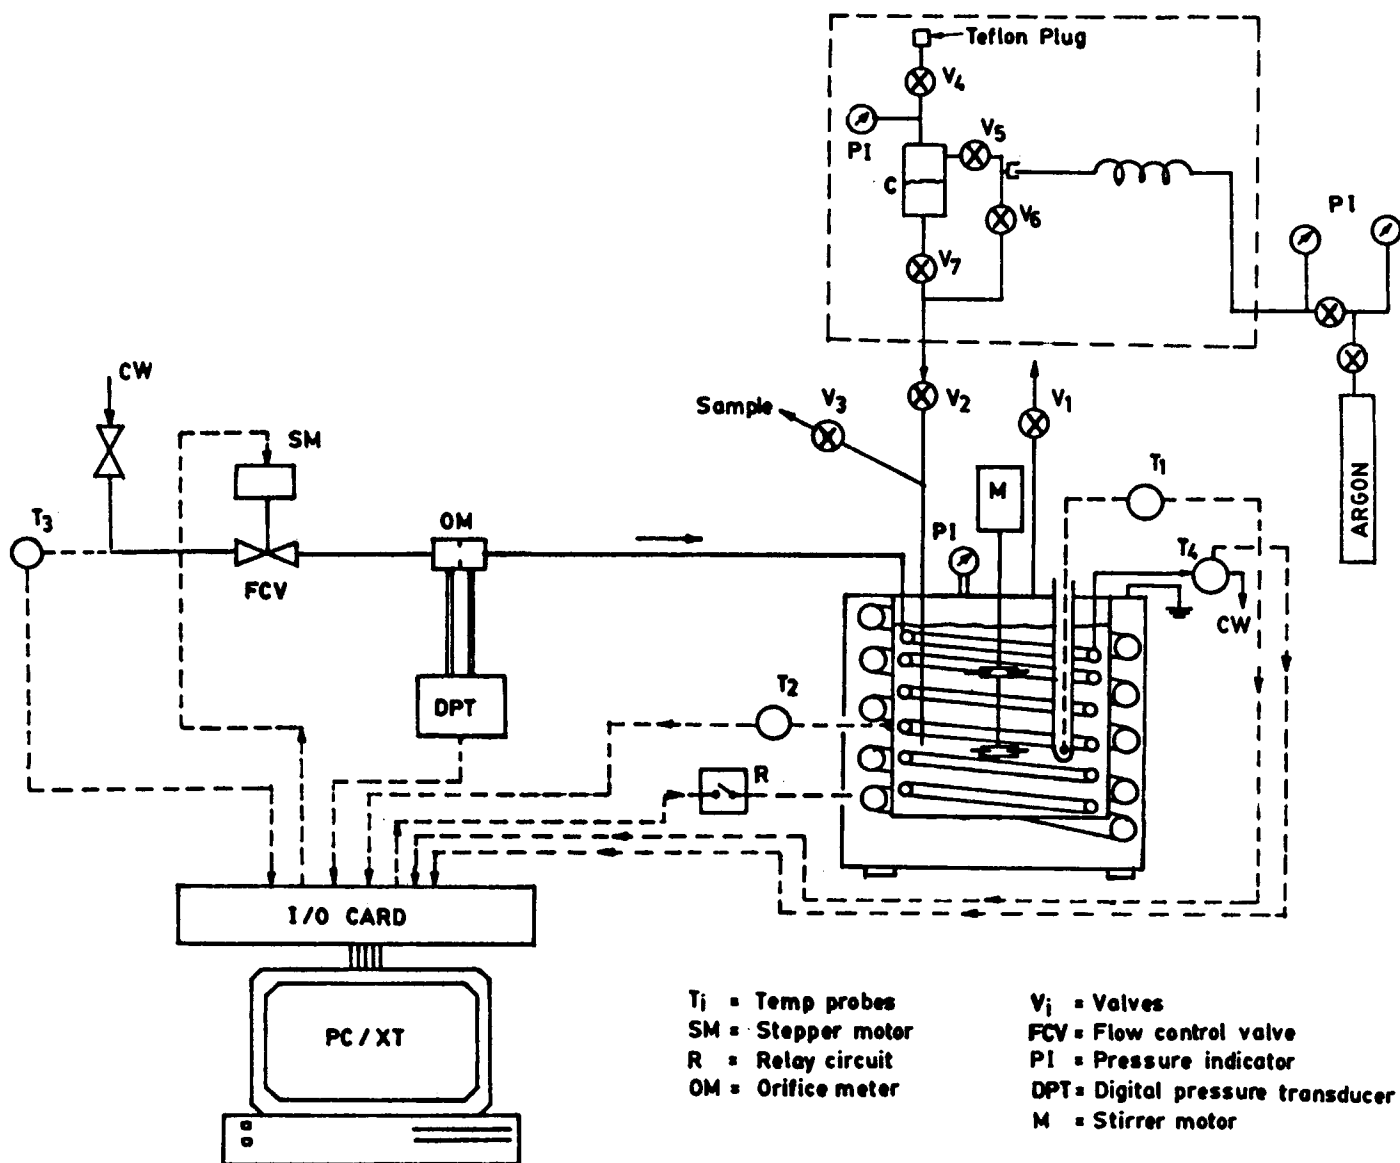 Teflon Plug
V4
PI
V5
C
V6
V7
PI
CW
SM
V3
Sample
V2
V1
ARGON
T3
OM
M
T1
PI
T4
FCV
CW
DPT
T2
R
I/O CARD
PC/XT
Ti = Temp probes
SM = Stepper motor
R = Relay circuit
OM = Orifice meter
Vi = Valves
FCV = Flow control valve
PI = Pressure indicator
DPT = Digital pressure transducer
M = Stirrer motor